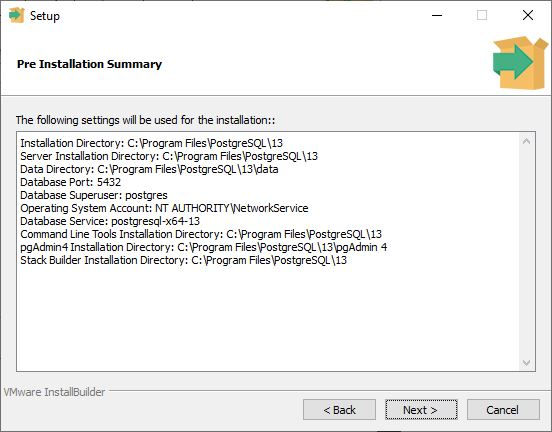 Setup
Pre Installation Summary
The following settings will be used for the installation::
Installation Directory: C:\Program Files\PostgreSQL\13
Server Installation Directory: C:\Program Files\PostgreSQL\13
Data Directory: C:\Program Files\PostgreSQL\13\data
Database Port: 5432
Database Superuser: postgres
Operating System Account: NT AUTHORITY\NetworkService
Database Service: postgresql-x64-13
Command Line Tools Installation Directory: C:\Program Files\PostgreSQL\13
pgAdmin4 Installation Directory: C:\Program Files\PostgreSQL\13\pgAdmin 4
Stack Builder Installation Directory: C:\Program Files\PostgreSQL\13
VMware InstallBuilder
< Back Next > Cancel